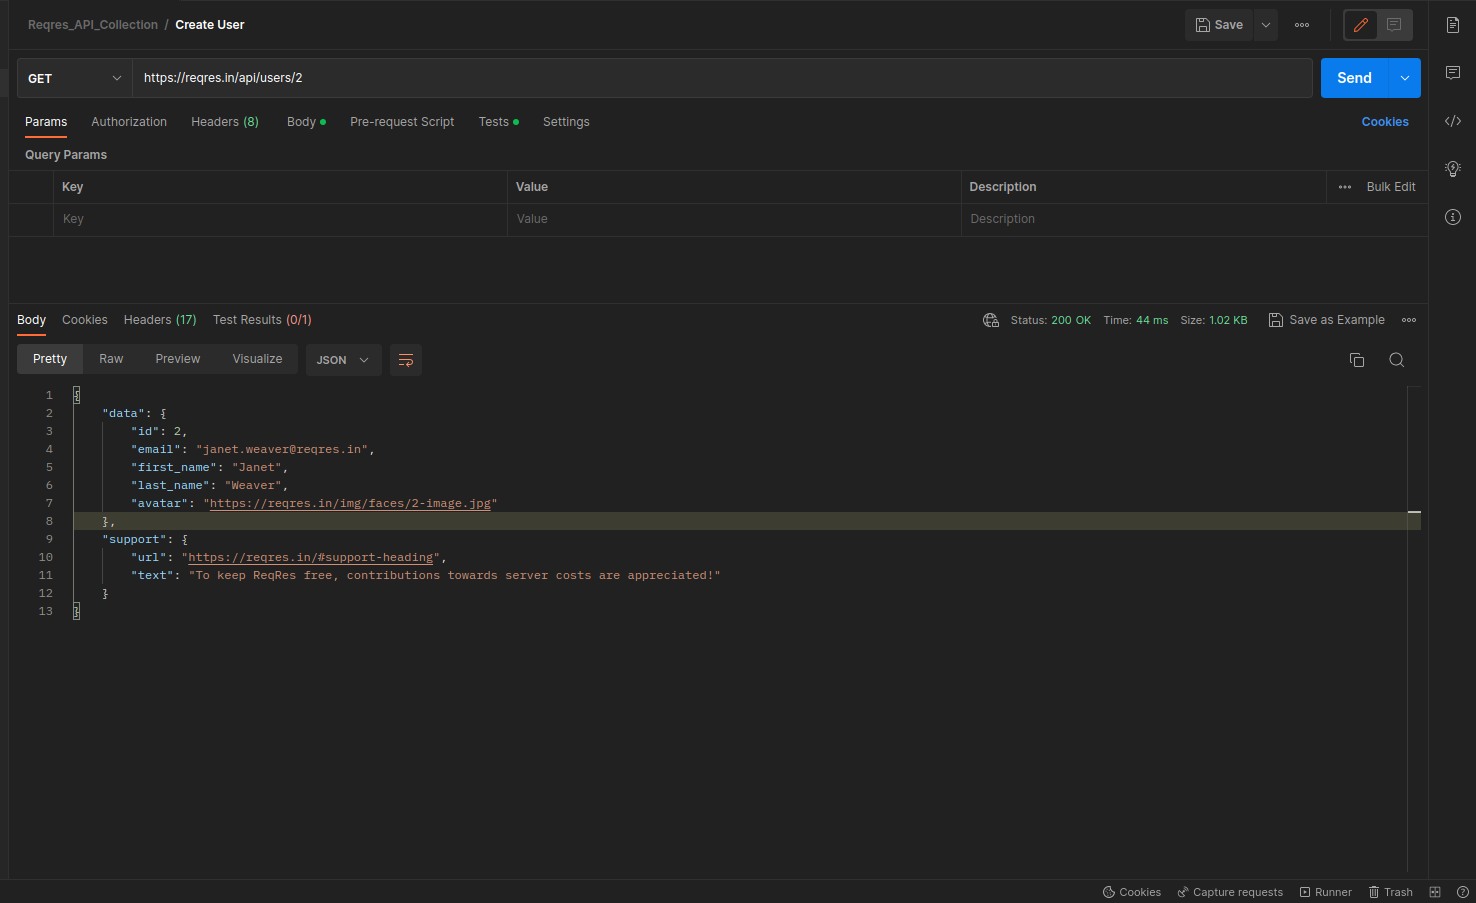 Reqres_API_Collection / Create User
Save
GET https://reqres.in/api/users/2 Send
Params Authorization Headers (8) Body Pre-request Script Tests Settings Cookies
Query Params
Key Value Description Bulk Edit
Key Value Description
Body Cookies Headers (17) Test Results (0/1) Status: 200 OK Time: 44 ms Size: 1.02 KB Save as Example
Pretty Raw Preview Visualize JSON
1 {
2 "data": {
3 "id": 2,
4 "email": "janet.weaver@reqres.in",
5 "first_name": "Janet",
6 "last_name": "Weaver",
7 "avatar": "https://reqres.in/img/faces/2-image.jpg"
8 },
9 "support": {
10 "url": "https://reqres.in/#support-heading",
11 "text": "To keep ReqRes free, contributions towards server costs are appreciated!"
12 }
13 }
Cookies Capture requests Runner Trash